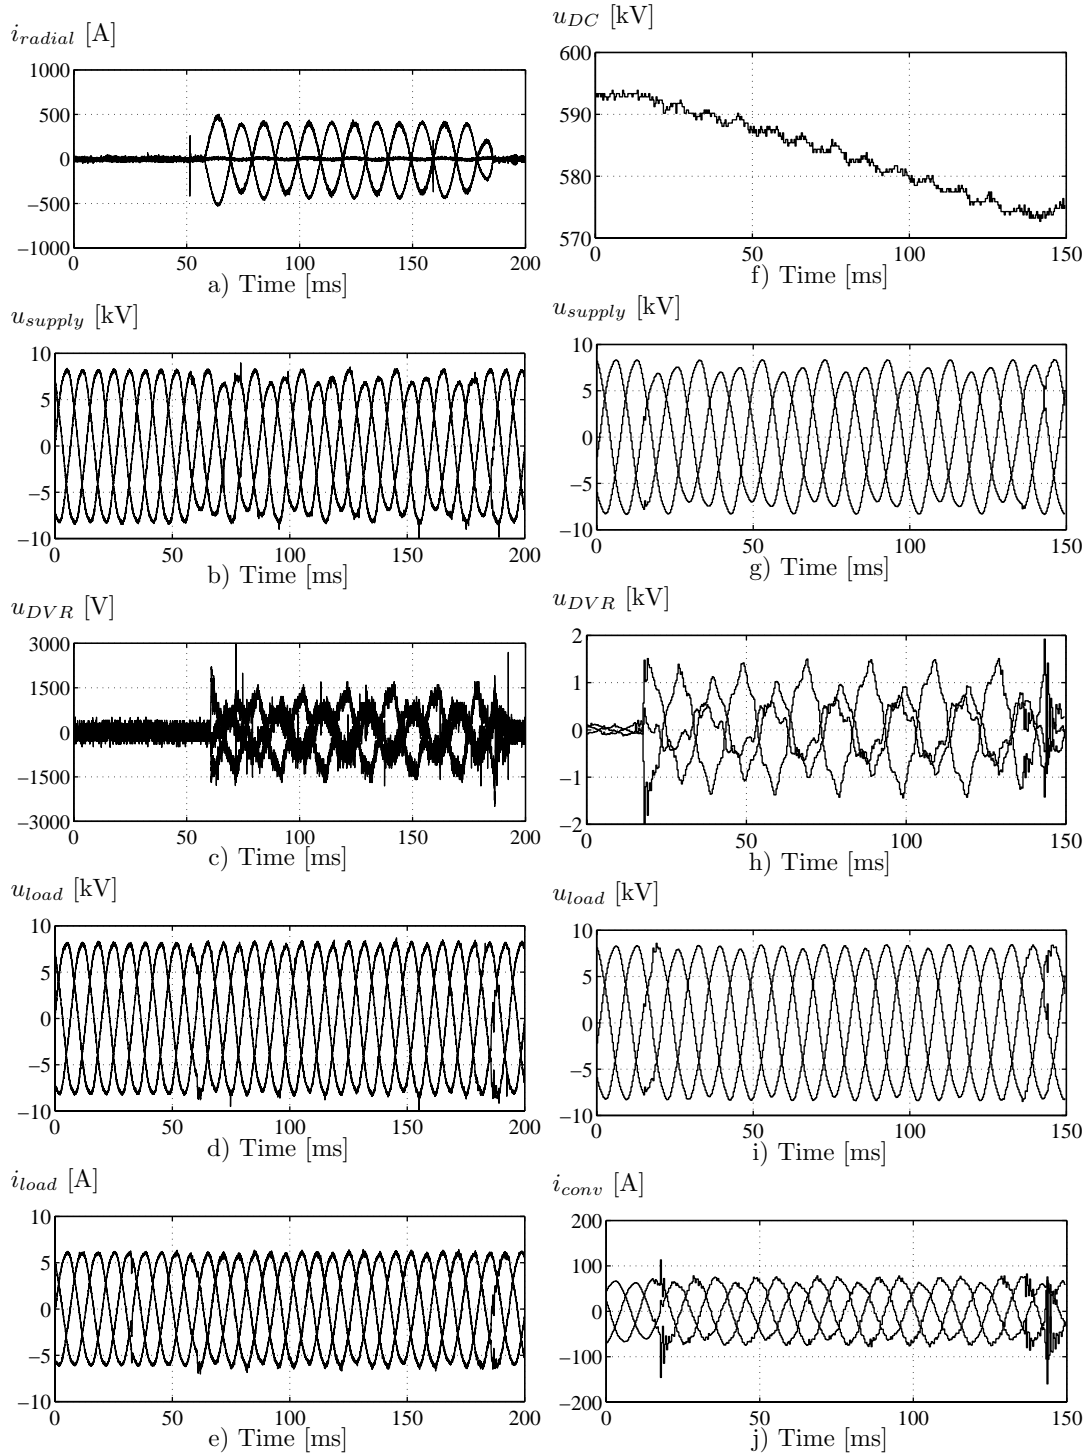 i_radial [A]
1000
500
0
−500
−1000
0 50 100 150 200
a) Time [ms]
u_supply [kV]
10
5
0
−5
−10
0 50 100 150 200
b) Time [ms]
u_DVR [V]
3000
1500
0
−1500
−3000
0 50 100 150 200
c) Time [ms]
u_load [kV]
10
5
0
−5
−10
0 50 100 150 200
d) Time [ms]
i_load [A]
10
5
0
−5
−10
0 50 100 150 200
e) Time [ms]
u_DC [kV]
600
590
580
570
0 50 100 150
f) Time [ms]
u_supply [kV]
10
5
0
−5
−10
0 50 100 150
g) Time [ms]
u_DVR [kV]
2
1
0
−1
−2
0 50 100 150
h) Time [ms]
u_load [kV]
10
5
0
−5
−10
0 50 100 150
i) Time [ms]
i_conv [A]
200
100
0
−100
−200
0 50 100 150
j) Time [ms]